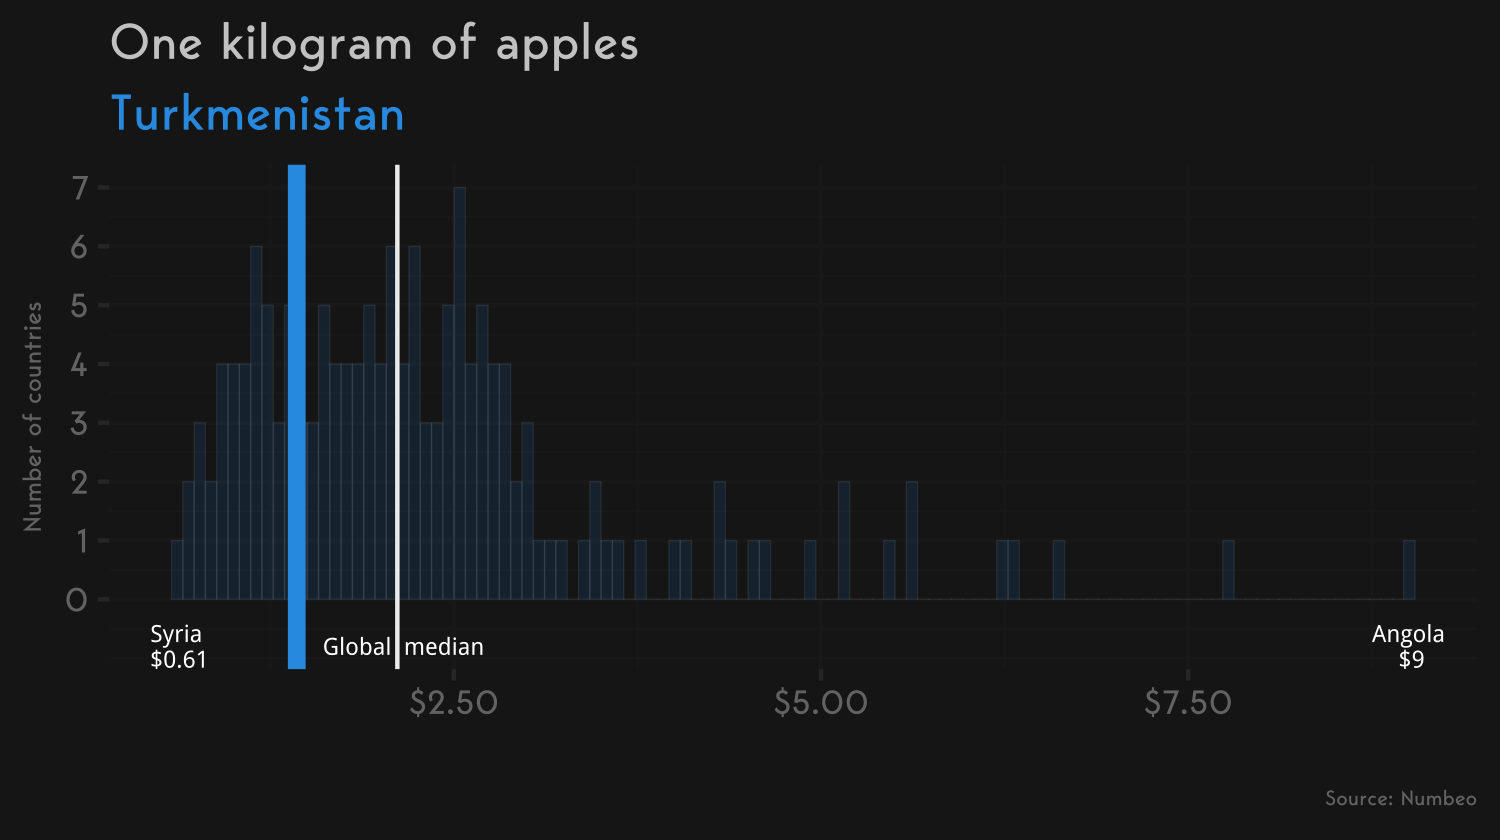 One kilogram of apples
Turkmenistan
Number of countries
7
6
5
4
3
2
1
0
Syria
$0.61
Global median
Angola
$9
$2.50
$5.00
$7.50
Source: Numbeo